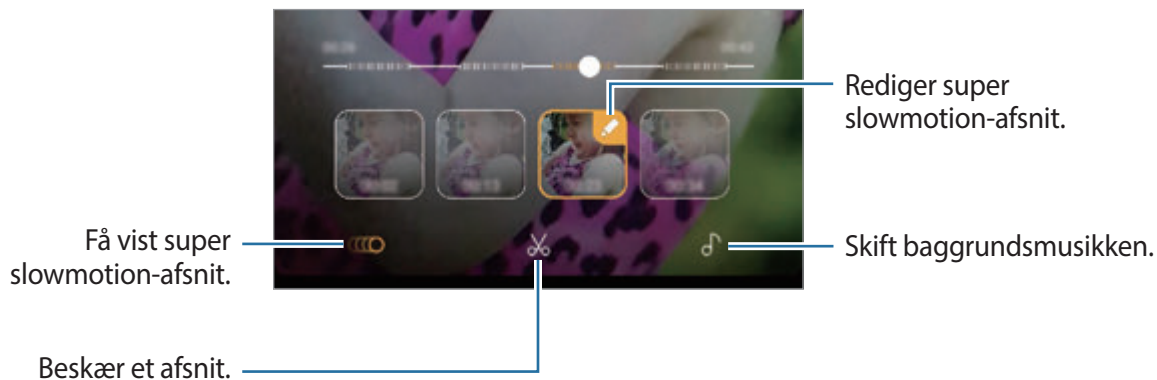 Rediger super
slowmotion-afsnit.
Få vist super
slowmotion-afsnit.
Skift baggrundsmusikken.
Beskær et afsnit.